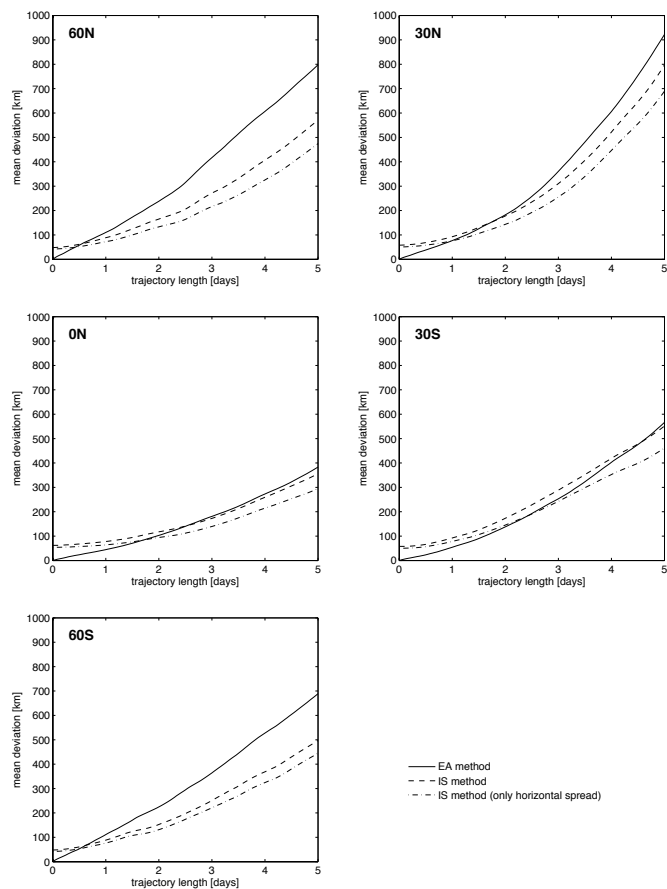 60N
mean deviation [km]
0 100 200 300 400 500 600 700 800 900 1000
0 1 2 3 4 5
trajectory length [days]
30N
mean deviation [km]
0 100 200 300 400 500 600 700 800 900 1000
0 1 2 3 4 5
trajectory length [days]
0N
mean deviation [km]
0 100 200 300 400 500 600 700 800 900 1000
0 1 2 3 4 5
trajectory length [days]
30S
mean deviation [km]
0 100 200 300 400 500 600 700 800 900 1000
0 1 2 3 4 5
trajectory length [days]
60S
mean deviation [km]
0 100 200 300 400 500 600 700 800 900 1000
0 1 2 3 4 5
trajectory length [days]
EA method
IS method
IS method (only horizontal spread)